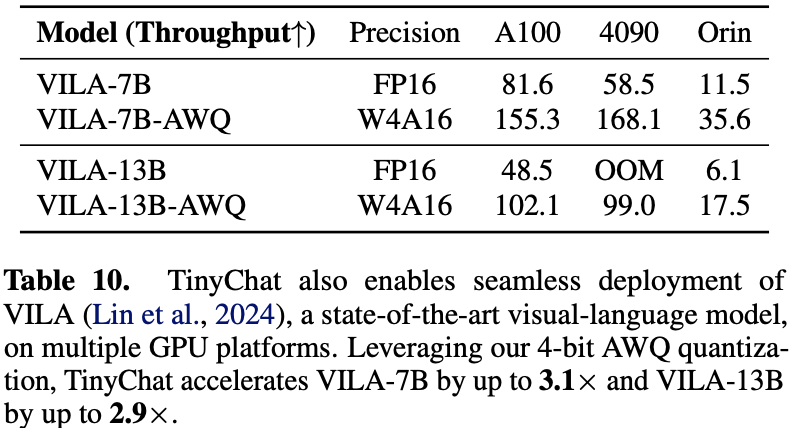 Model (Throughput↑) Precision A100 4090 Orin
VILA-7B FP16 81.6 58.5 11.5
VILA-7B-AWQ W4A16 155.3 168.1 35.6
VILA-13B FP16 48.5 OOM 6.1
VILA-13B-AWQ W4A16 102.1 99.0 17.5
Table 10. TinyChat also enables seamless deployment of
VILA (Lin et al., 2024), a state-of-the-art visual-language model,
on multiple GPU platforms. Leveraging our 4-bit AWQ quantiza-
tion, TinyChat accelerates VILA-7B by up to 3.1× and VILA-13B
by up to 2.9×.